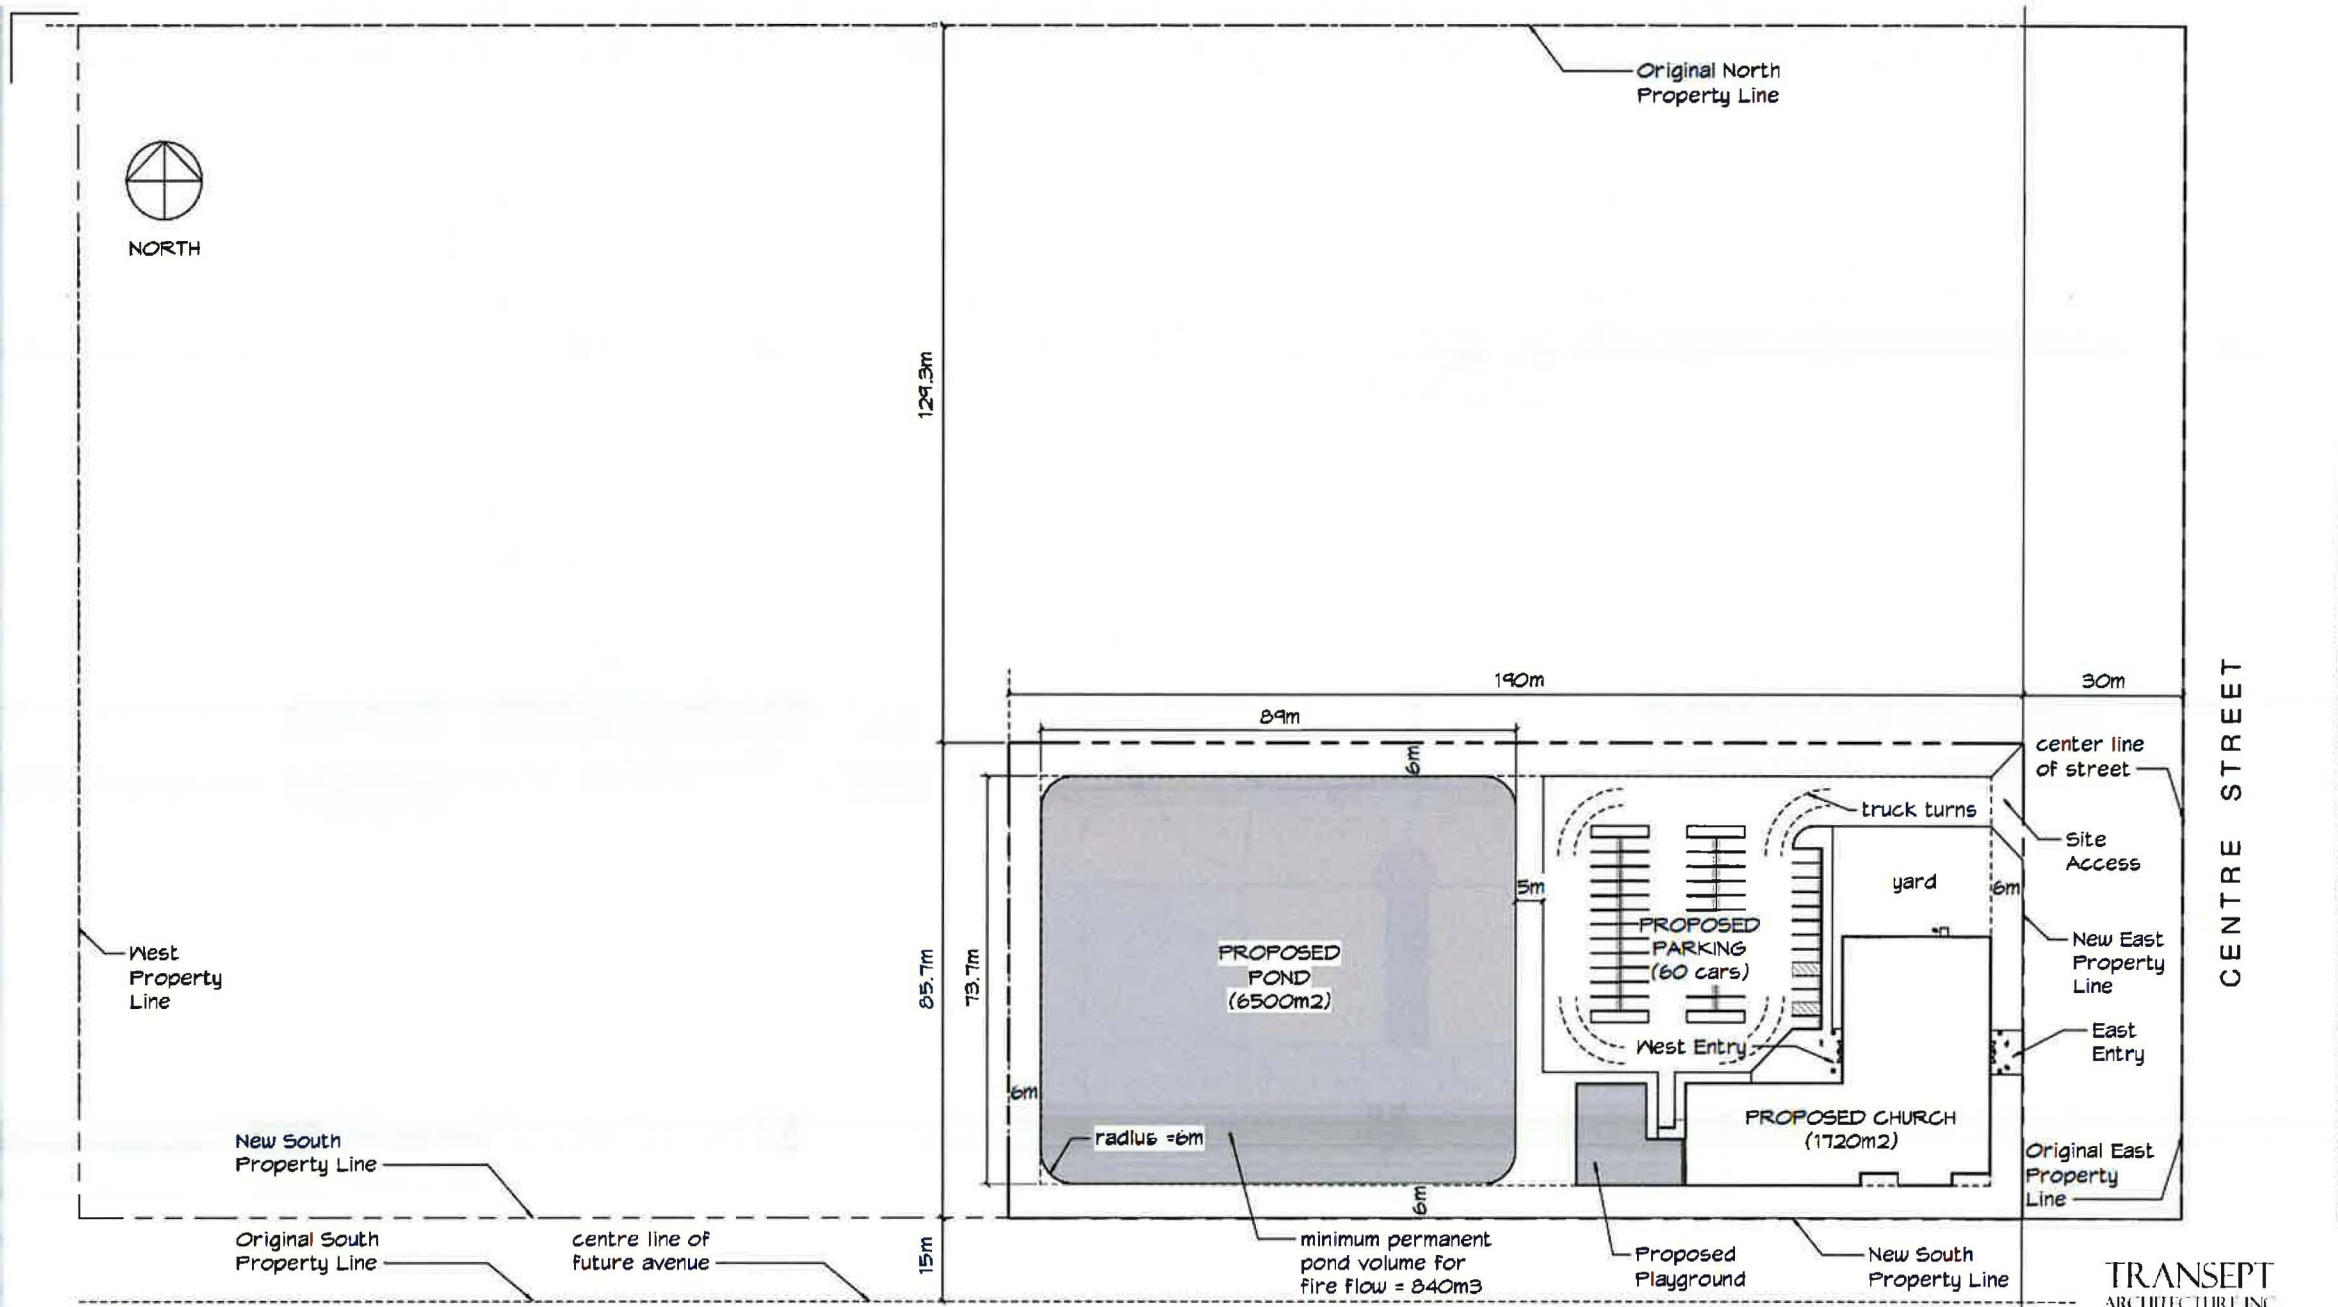 Original North
Property Line
NORTH
129.3m
190m
30m
89m
6m
center line
of street
CENTRE STREET
truck turns
Site
Access
yard
6m
5m
PROPOSED
PARKING
(60 cars)
PROPOSED
POND
(6500m2)
85.7m
73.7m
West
Property
Line
New East
Property
Line
East
Entry
West Entry
6m
radius =6m
PROPOSED CHURCH
(1720m2)
New South
Property Line
Original East
Property
Line
6m
Original South
Property Line
centre line of
future avenue
15m
minimum permanent
pond volume for
fire flow = 840m3
Proposed
Playground
New South
Property Line
TRANSEPT
ARCHITECTURE INC